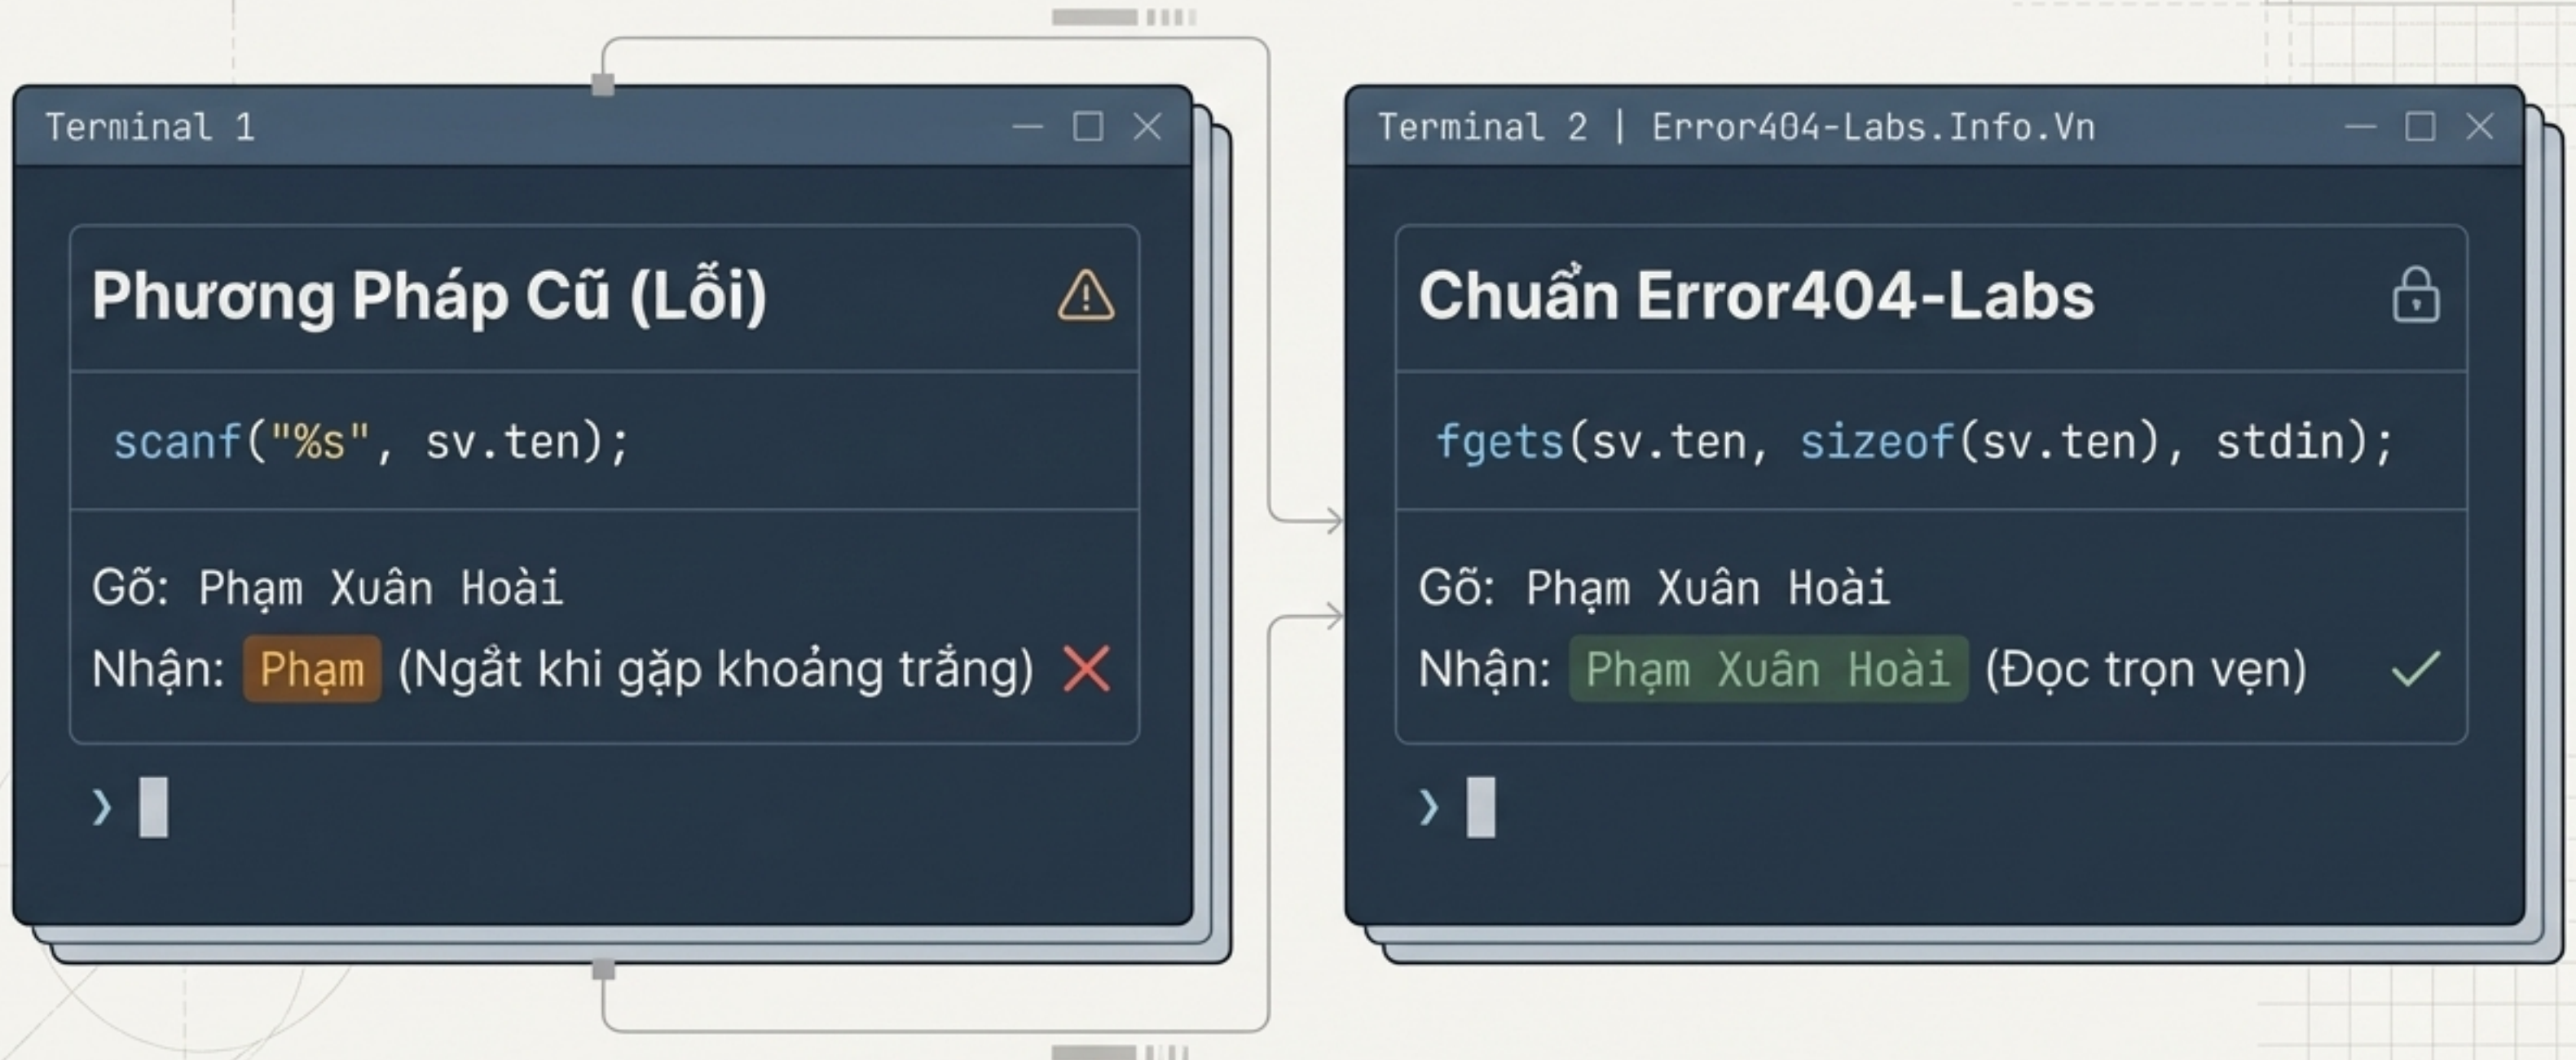 Terminal 1
Phương Pháp Cũ (Lỗi)
scanf("%s", sv.ten);
Gõ: Phạm Xuân Hoài
Nhận: Phạm (Ngắt khi gặp khoảng trắng)
❯
Terminal 2 | Error404-Labs.Info.Vn
Chuẩn Error404-Labs
fgets(sv.ten, sizeof(sv.ten), stdin);
Gõ: Phạm Xuân Hoài
Nhận: Phạm Xuân Hoài (Đọc trọn vẹn)
❯